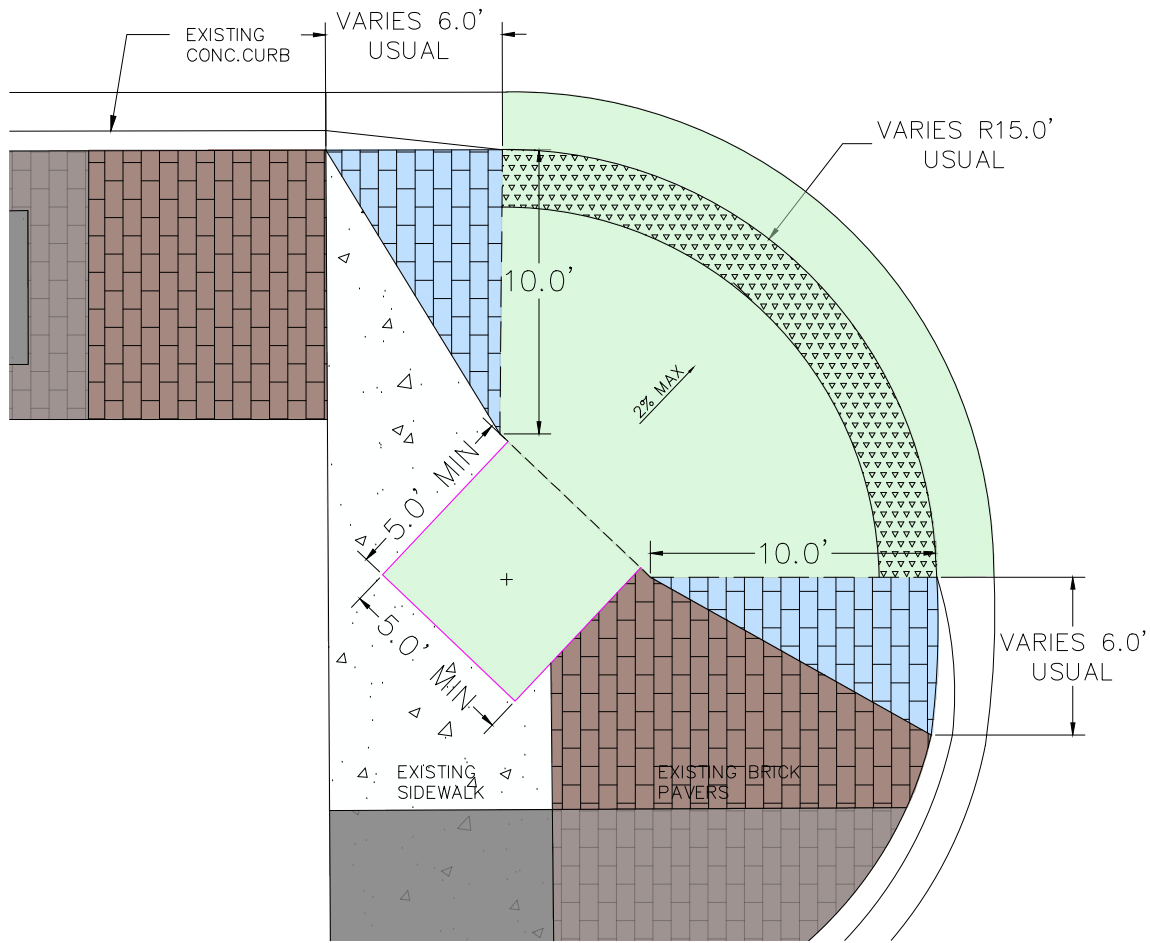 VARIES 6.0'
USUAL
EXISTING
CONC.CURB
VARIES R15.0'
USUAL
10.0'
2% MAX
5.0' MIN
10.0'
5.0' MIN
VARIES 6.0'
USUAL
EXISTING
SIDEWALK
EXISTING BRICK
PAVERS